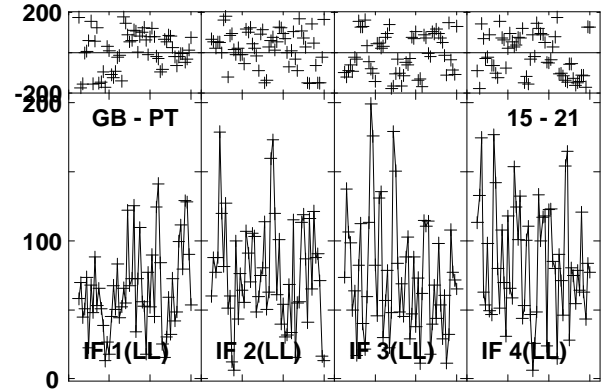 200
-200
200
GB - PT
15 - 21
100
IF 1(LL)
IF 2(LL)
IF 3(LL)
IF 4(LL)
0